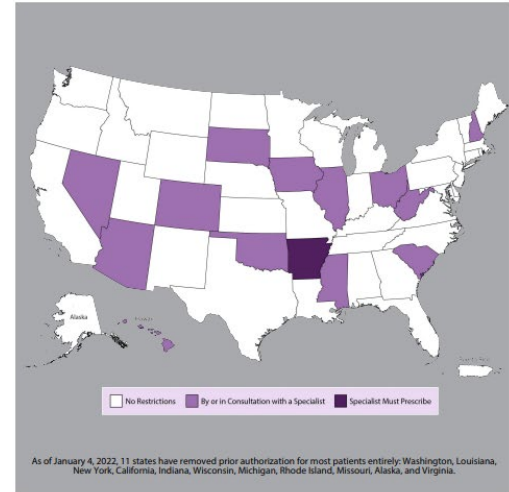 Alaska
No Restrictions
By or in Consultation with a Specialist
Specialist Must Prescribe
As of January 4, 2022, 11 states have removed prior authorization for most patients entirely: Washington, Louisiana,
New York, California, Indiana, Wisconsin, Michigan, Rhode Island, Missouri, Alaska, and Virginia.